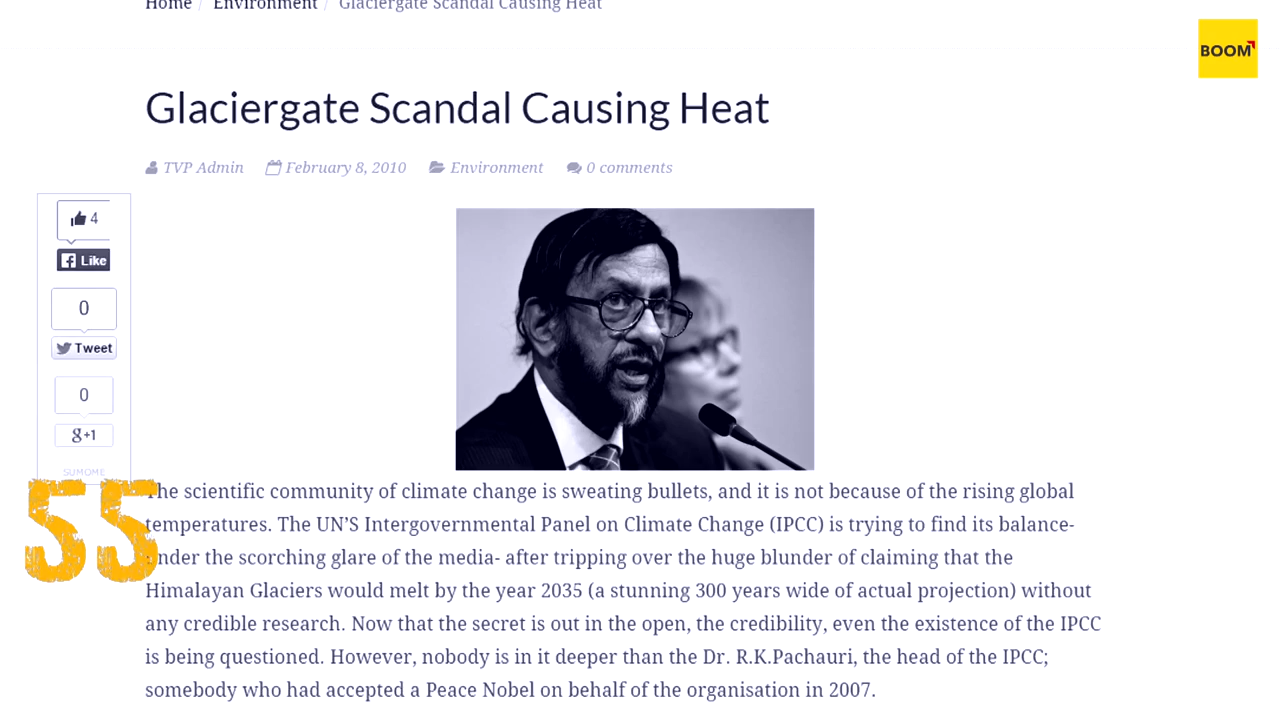 Home / Environment / Glaciergate Scandal Causing Heat
BOOM
Glaciergate Scandal Causing Heat
TVP Admin February 8, 2010 Environment 0 comments
4
Like
0
Tweet
0
g+1
SUMOME
55
The scientific community of climate change is sweating bullets, and it is not because of the rising global
temperatures. The UN'S Intergovernmental Panel on Climate Change (IPCC) is trying to find its balance-
under the scorching glare of the media- after tripping over the huge blunder of claiming that the
Himalayan Glaciers would melt by the year 2035 (a stunning 300 years wide of actual projection) without
any credible research. Now that the secret is out in the open, the credibility, even the existence of the IPCC
is being questioned. However, nobody is in it deeper than the Dr. R.K.Pachauri, the head of the IPCC;
somebody who had accepted a Peace Nobel on behalf of the organisation in 2007.